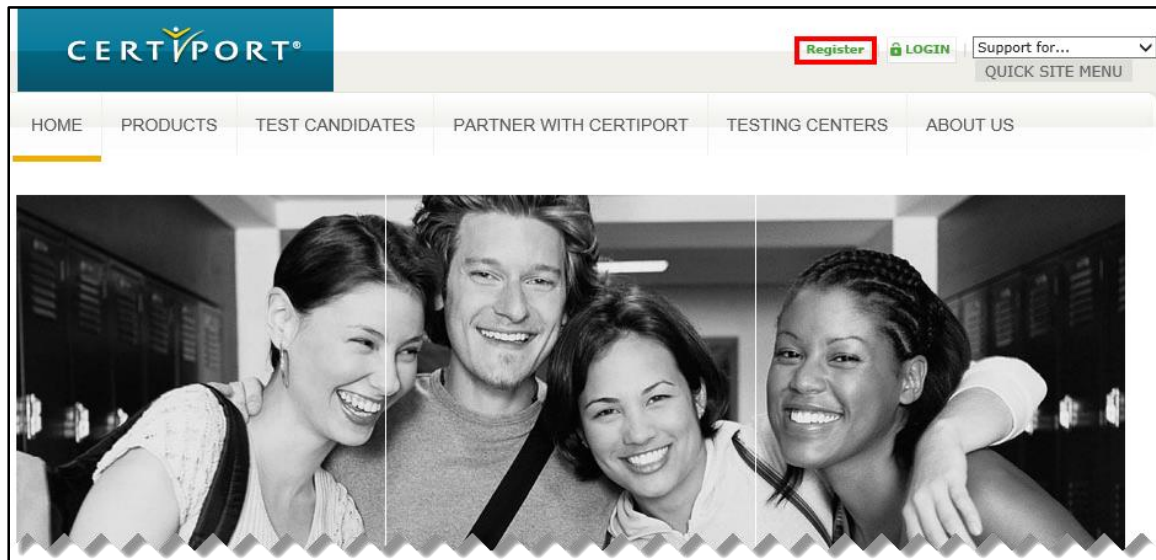 CERTIPORT®
Register LOGIN Support for...
QUICK SITE MENU
HOME PRODUCTS TEST CANDIDATES PARTNER WITH CERTIPORT TESTING CENTERS ABOUT US